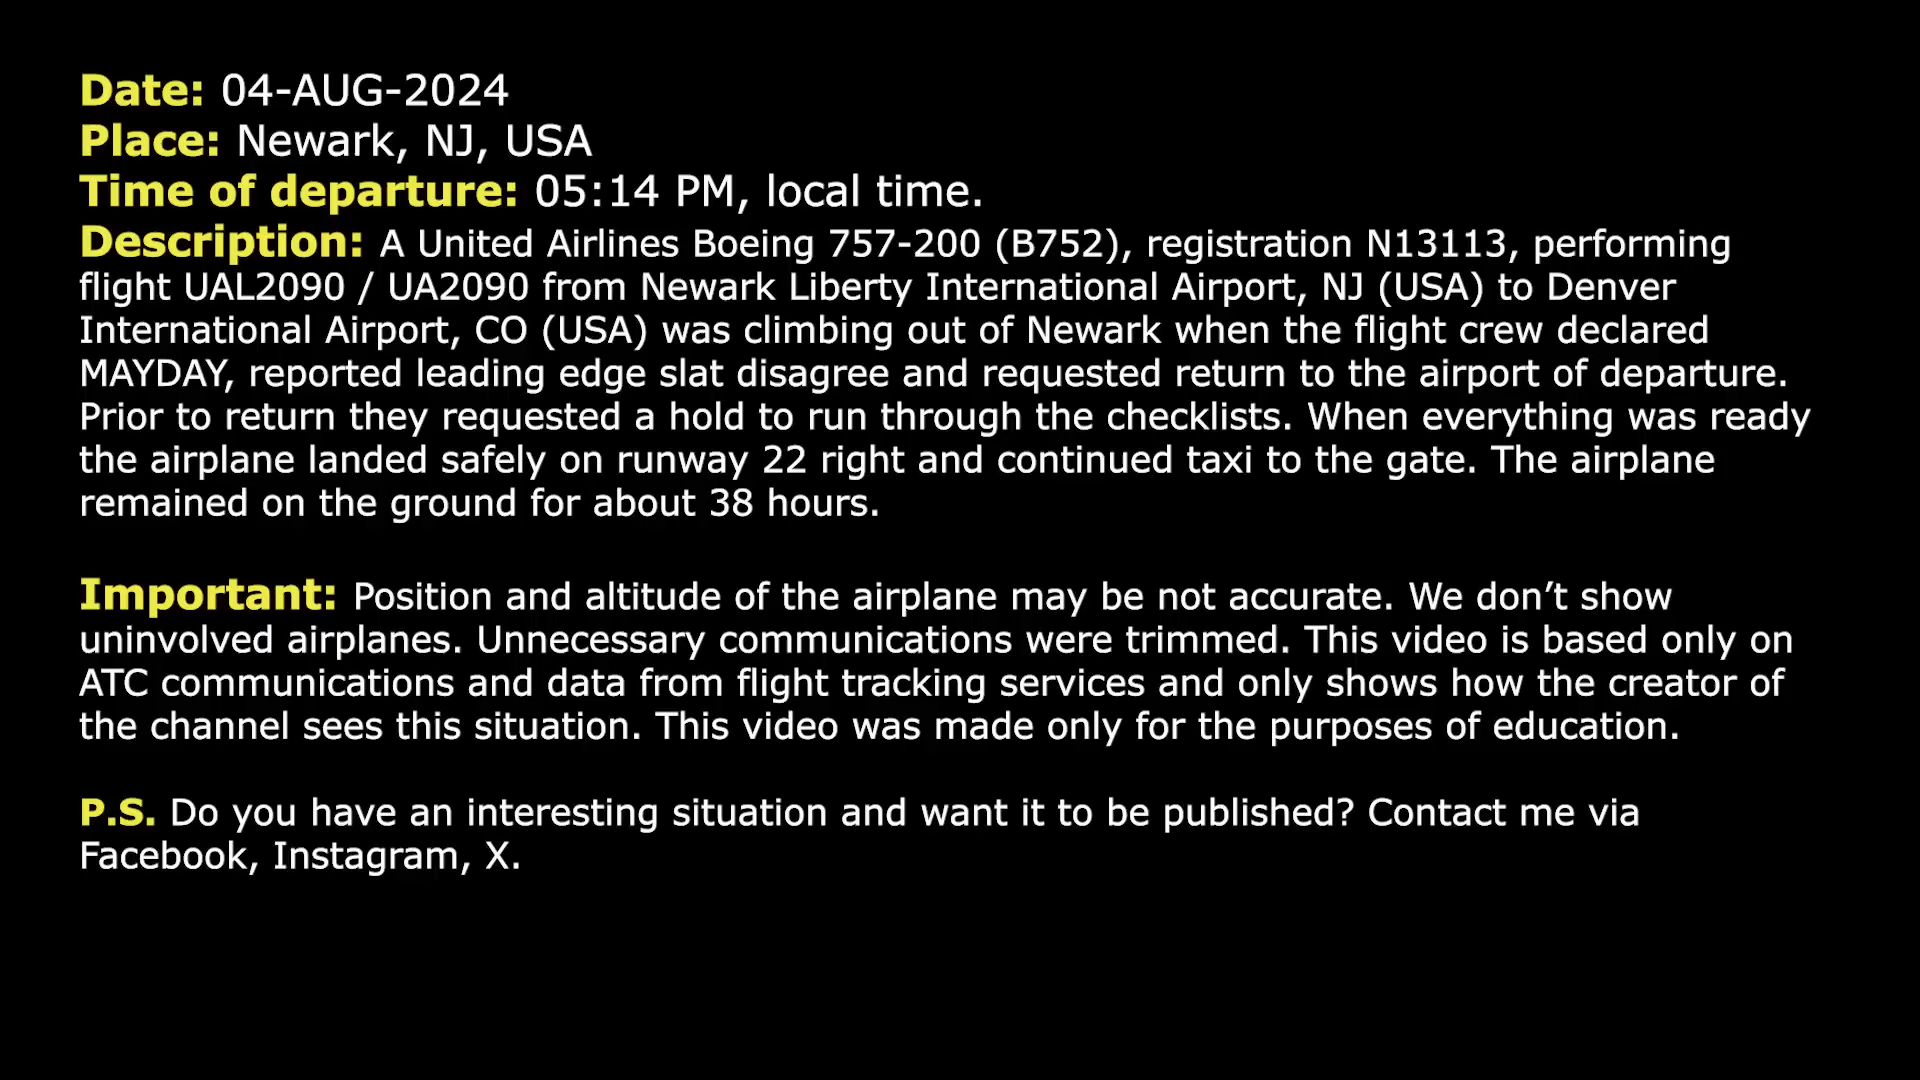 Date: 04-AUG-2024
Place: Newark, NJ, USA
Time of departure: 05:14 PM, local time.
Description: A United Airlines Boeing 757-200 (B752), registration N13113, performing
flight UAL2090 / UA2090 from Newark Liberty International Airport, NJ (USA) to Denver
International Airport, CO (USA) was climbing out of Newark when the flight crew declared
MAYDAY, reported leading edge slat disagree and requested return to the airport of departure.
Prior to return they requested a hold to run through the checklists. When everything was ready
the airplane landed safely on runway 22 right and continued taxi to the gate. The airplane
remained on the ground for about 38 hours.
Important: Position and altitude of the airplane may be not accurate. We don’t show
uninvolved airplanes. Unnecessary communications were trimmed. This video is based only on
ATC communications and data from flight tracking services and only shows how the creator of
the channel sees this situation. This video was made only for the purposes of education.
P.S. Do you have an interesting situation and want it to be published? Contact me via
Facebook, Instagram, X.